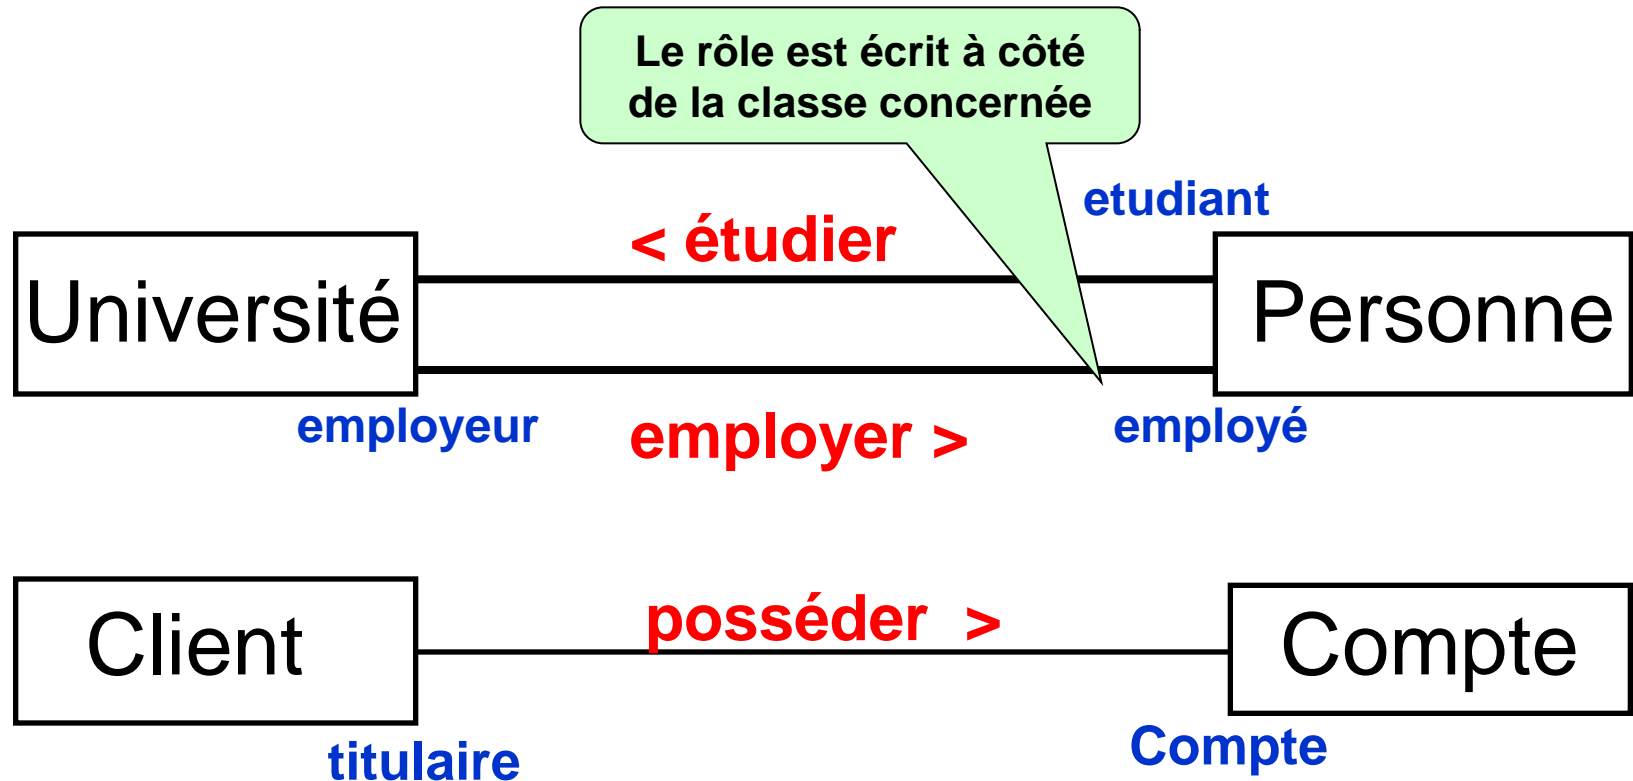 Le rôle est écrit à côté
de la classe concernée
etudiant
< étudier
Université
Personne
employeur
employer >
employé
posséder >
Client
Compte
titulaire
Compte